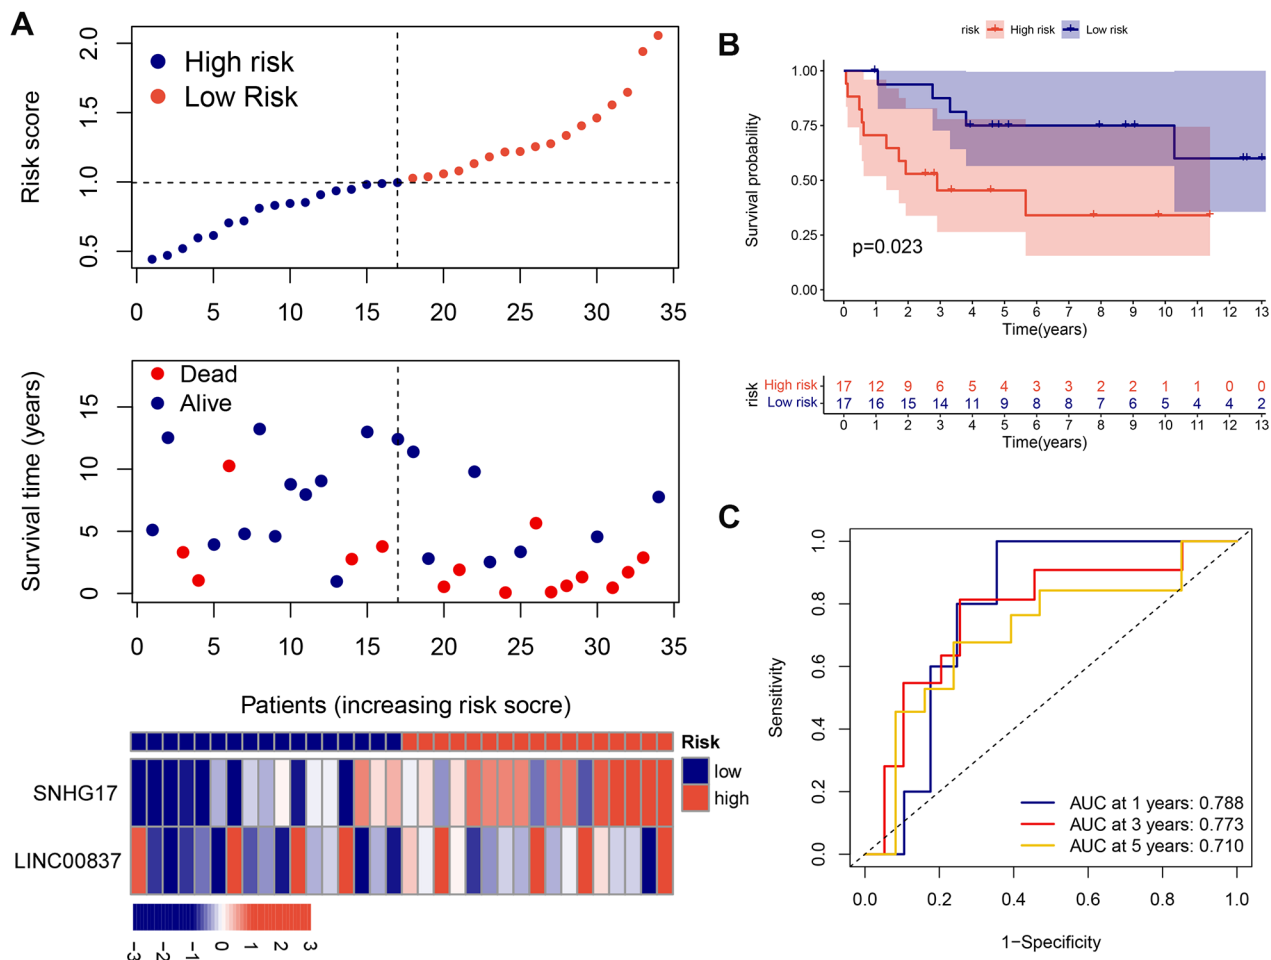 A
Risk score
2.0
1.5
1.0
0.5
High risk
Low Risk
0 5 10 15 20 25 30 35
Survival time (years)
15
10
5
0
Dead
Alive
0 5 10 15 20 25 30 35
Patients (increasing risk socre)
SNHG17
LINC00837
Risk
low
high
-3 -2 -1 0 1 2 3
B
risk High risk Low risk
Survival probability
1.00
0.75
0.50
0.25
0.00
p=0.023
0 1 2 3 4 5 6 7 8 9 10 11 12 13
Time(years)
risk
High risk 17 12 9 6 5 4 3 3 2 2 1 1 0 0
Low risk 17 16 15 14 11 9 8 8 7 6 5 4 4 2
0 1 2 3 4 5 6 7 8 9 10 11 12 13
Time(years)
C
Sensitivity
1.0
0.8
0.6
0.4
0.2
0.0
AUC at 1 years: 0.788
AUC at 3 years: 0.773
AUC at 5 years: 0.710
0.0 0.2 0.4 0.6 0.8 1.0
1−Specificity